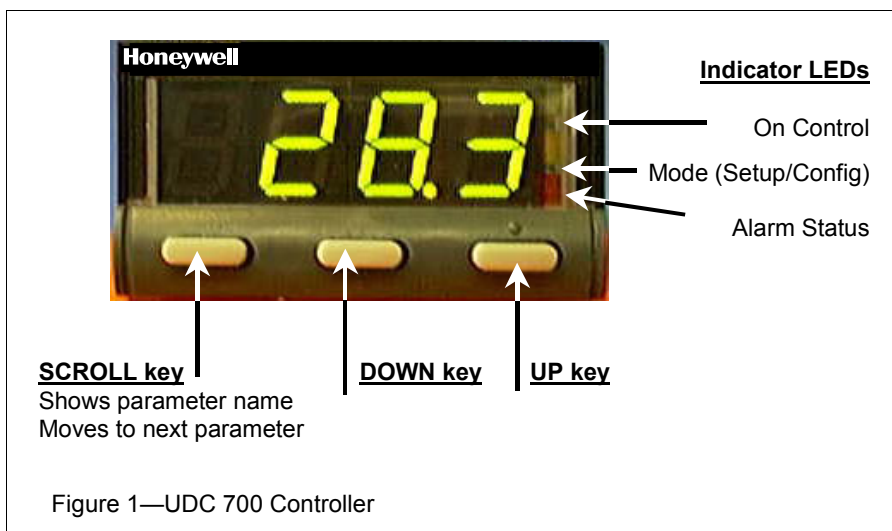 Honeywell
28.3
Indicator LEDs
On Control
Mode (Setup/Config)
Alarm Status
SCROLL key
Shows parameter name
Moves to next parameter
DOWN key
UP key
Figure 1—UDC 700 Controller